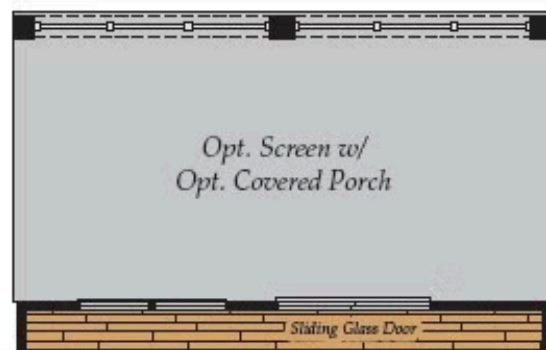 Opt. Screen w/
Opt. Covered Porch
Sliding Glass Door